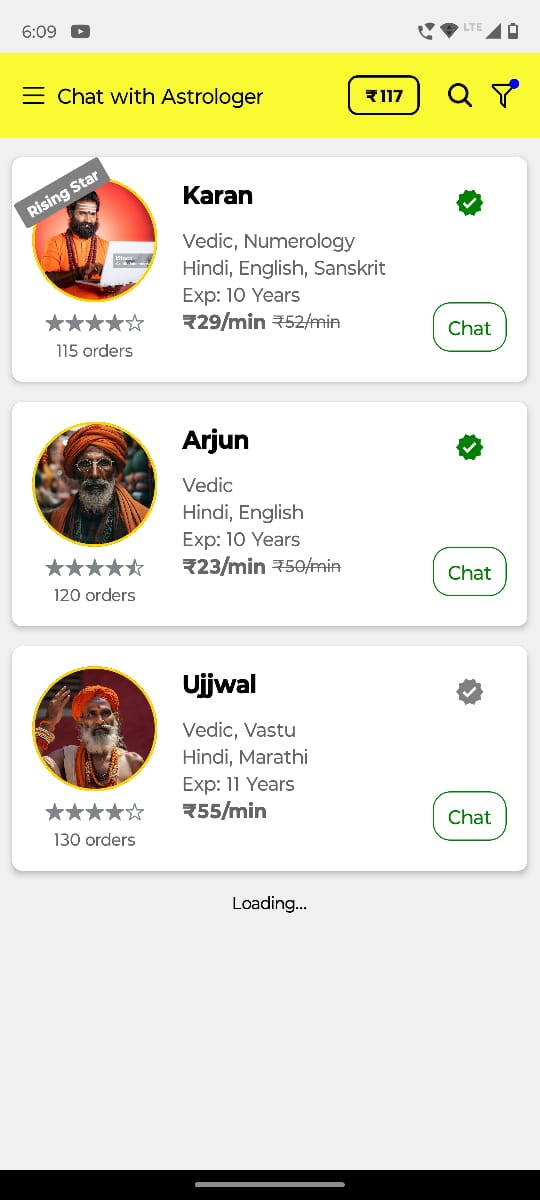 6:09
LTE
Chat with Astrologer
₹117
Rising Star
Karan
Vedic, Numerology
Hindi, English, Sanskrit
Exp: 10 Years
₹29/min ₹52/min
Chat
115 orders
Arjun
Vedic
Hindi, English
Exp: 10 Years
₹23/min ₹50/min
Chat
120 orders
Ujjwal
Vedic, Vastu
Hindi, Marathi
Exp: 11 Years
₹55/min
Chat
130 orders
Loading...